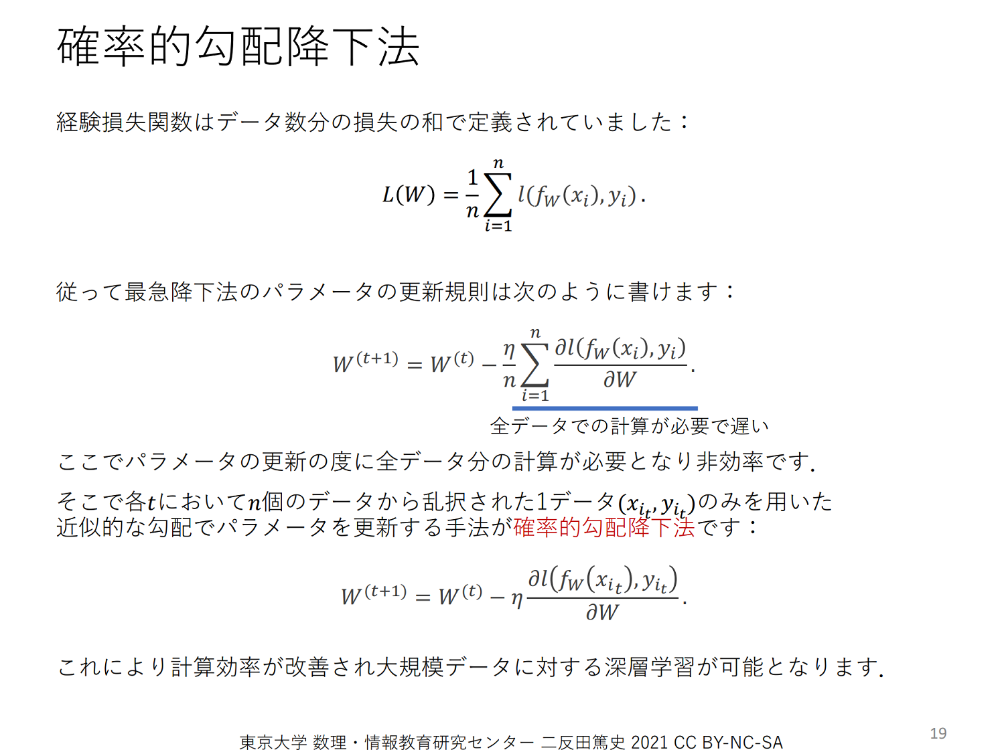 確率的勾配降下法
経験損失関数はデータ数分の損失の和で定義されていました：
L(W) = \frac{1}{n} \sum_{i=1}^{n} l(f_W(x_i), y_i) .
従って最急降下法のパラメータの更新規則は次のように書けます：
W^{(t+1)} = W^{(t)} − \frac{η}{n} \sum_{i=1}^{n} \frac{∂l(f_W(x_i), y_i)}{∂W} .
全データでの計算が必要で遅い
ここでパラメータの更新の度に全データ分の計算が必要となり非効率です．
そこで各tにおいてn個のデータから乱択された1データ(x_{i_t}, y_{i_t})のみを用いた
近似的な勾配でパラメータを更新する手法が確率的勾配降下法です：
W^{(t+1)} = W^{(t)} − η \frac{∂l(f_W(x_{i_t}), y_{i_t})}{∂W} .
これにより計算効率が改善され大規模データに対する深層学習が可能となります．
19
東京大学 数理・情報教育研究センター 二反田篤史 2021 CC BY-NC-SA